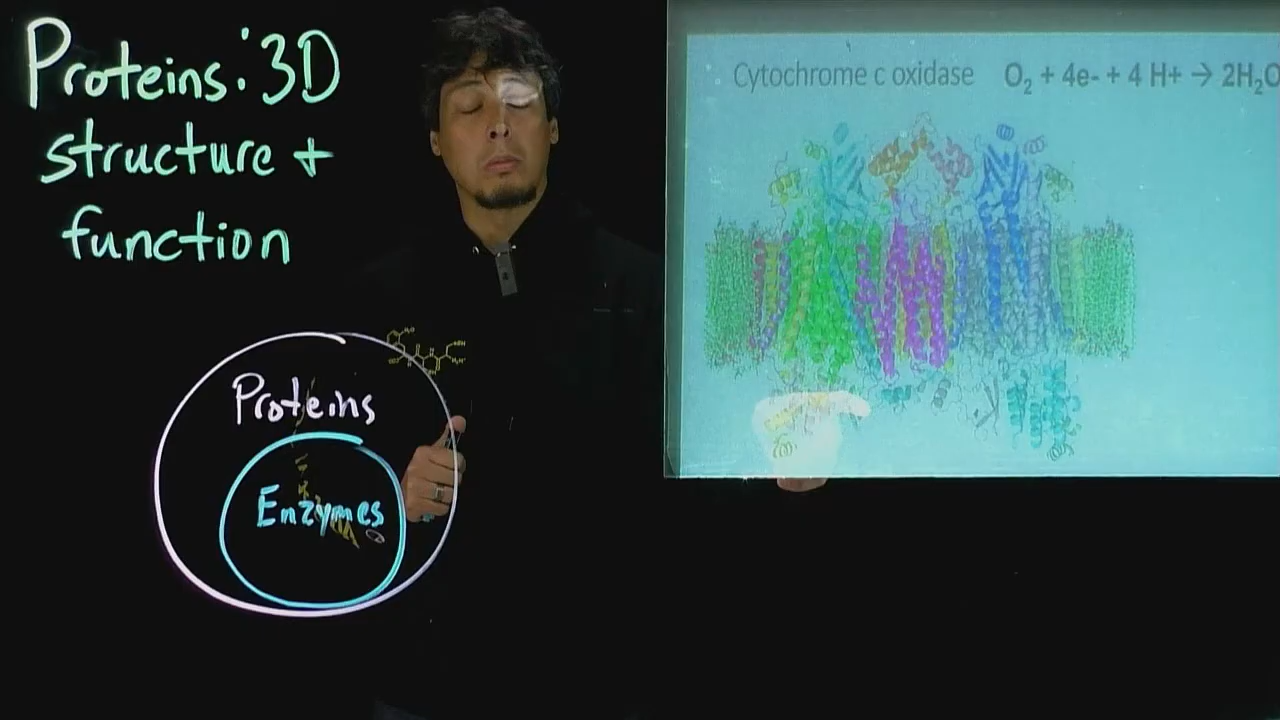 Proteins: 3D
structure +
function
Proteins
Enzymes
Cytochrome c oxidase O₂ + 4e- + 4 H+ → 2H₂O